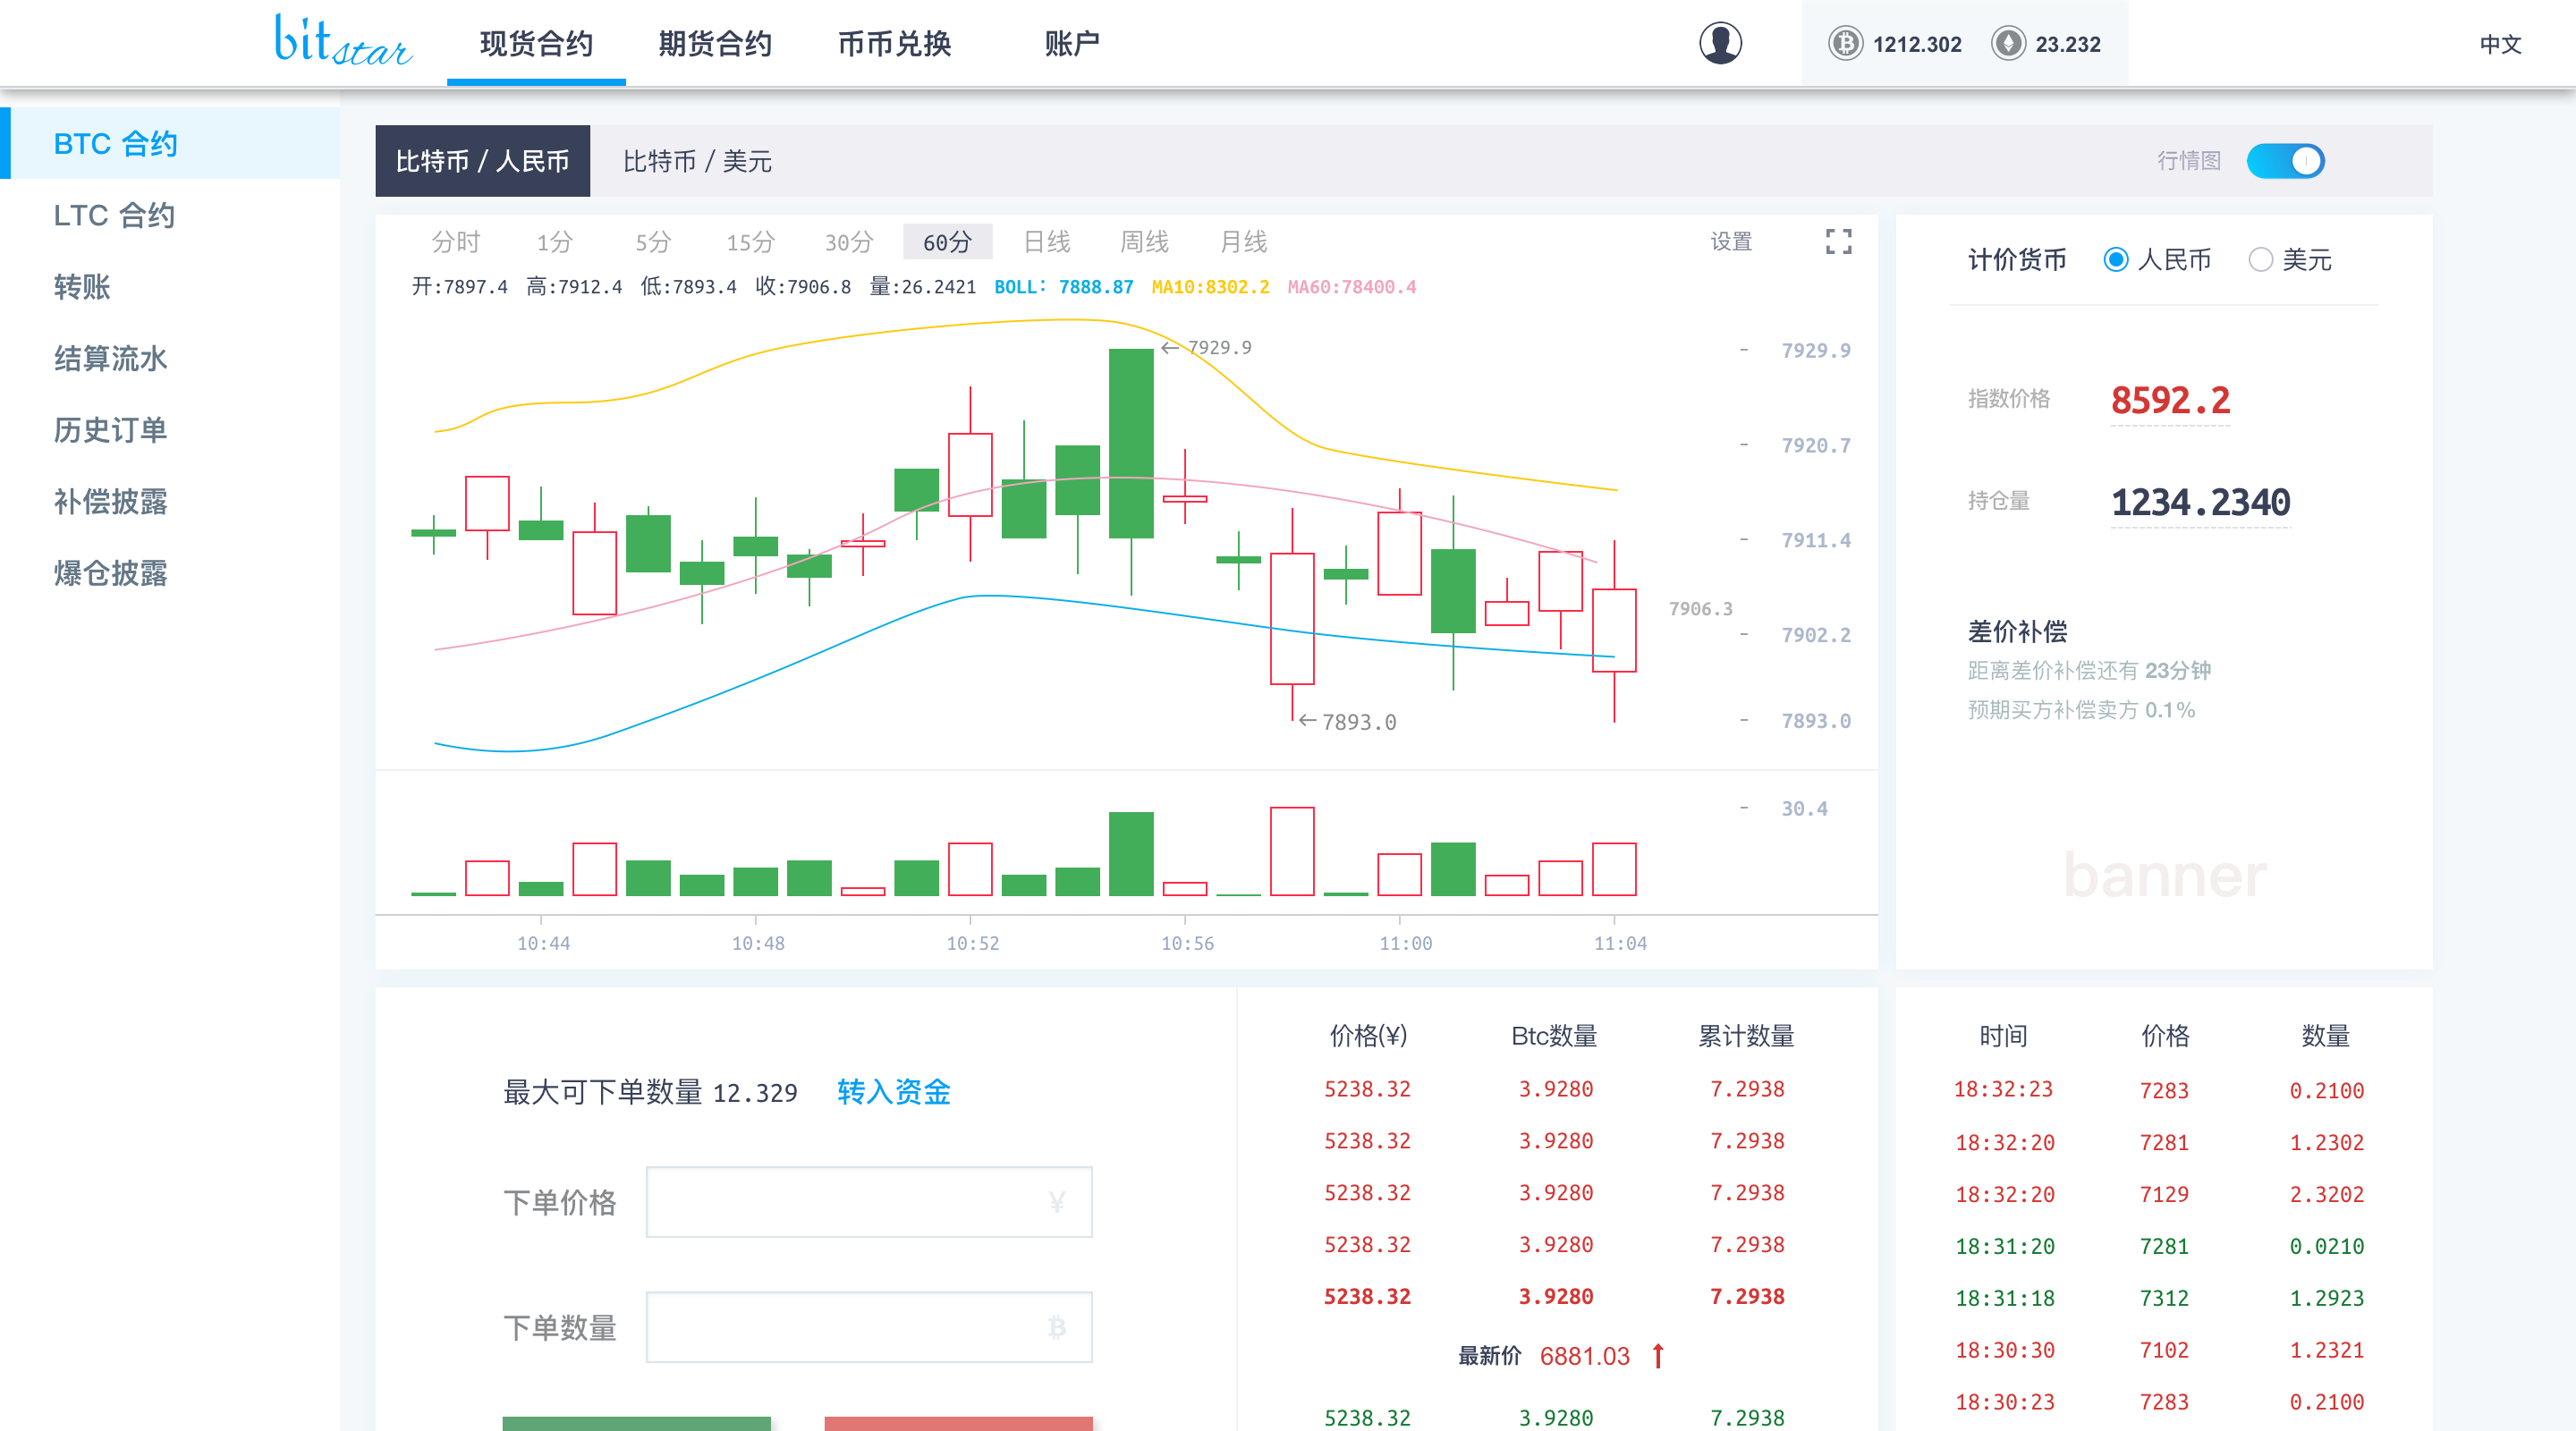 bitstar 现货合约 期货合约 币币兑换 账户 1212.302 23.232 中文
BTC 合约
LTC 合约
转账
结算流水
历史订单
补偿披露
爆仓披露
比特币 / 人民币 比特币 / 美元 行情图
分时 1分 5分 15分 30分 60分 日线 周线 月线 设置
开:7897.4 高:7912.4 低:7893.4 收:7906.8 量:26.2421 BOLL: 7888.87 MA10:8302.2 MA60:78400.4
7929.9
7929.9
7920.7
7911.4
7906.3
7902.2
7893.0
7893.0
30.4
10:44 10:48 10:52 10:56 11:00 11:04
计价货币 人民币 美元
指数价格 8592.2
持仓量 1234.2340
差价补偿
距离差价补偿还有 23分钟
预期买方补偿卖方 0.1%
banner
最大可下单数量 12.329 转入资金
下单价格 ¥
下单数量 ₿
价格(¥) Btc数量 累计数量
5238.32 3.9280 7.2938
5238.32 3.9280 7.2938
5238.32 3.9280 7.2938
5238.32 3.9280 7.2938
5238.32 3.9280 7.2938
最新价 6881.03
5238.32 3.9280 7.2938
时间 价格 数量
18:32:23 7283 0.2100
18:32:20 7281 1.2302
18:32:20 7129 2.3202
18:31:20 7281 0.0210
18:31:18 7312 1.2923
18:30:30 7102 1.2321
18:30:23 7283 0.2100